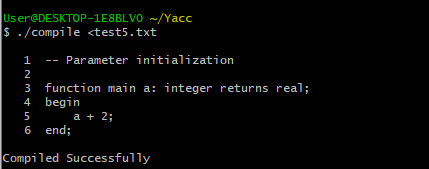 User@DESKTOP-1E8BLVO ~/Yacc
$ ./compile <test5.txt
1 -- Parameter initialization
2
3 function main a: integer returns real;
4 begin
5 a + 2;
6 end;
Compiled Successfully